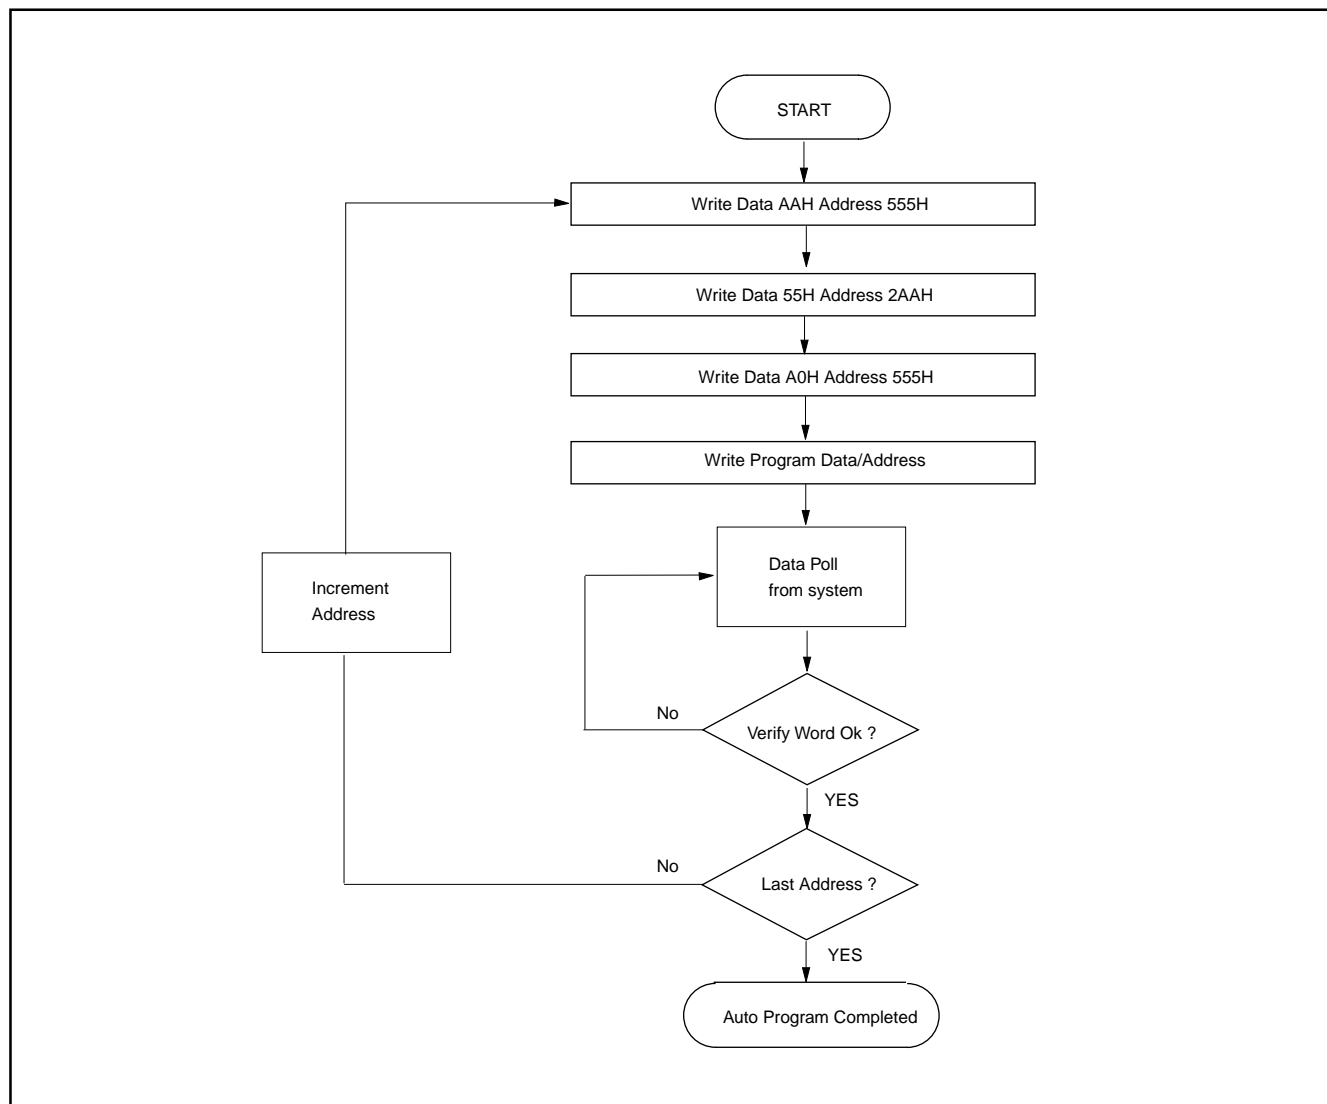 START
Write Data AAH Address 555H
Write Data 55H Address 2AAH
Write Data A0H Address 555H
Write Program Data/Address
Data Poll
from system
Increment
Address
No
Verify Word Ok ?
YES
No
Last Address ?
YES
Auto Program Completed